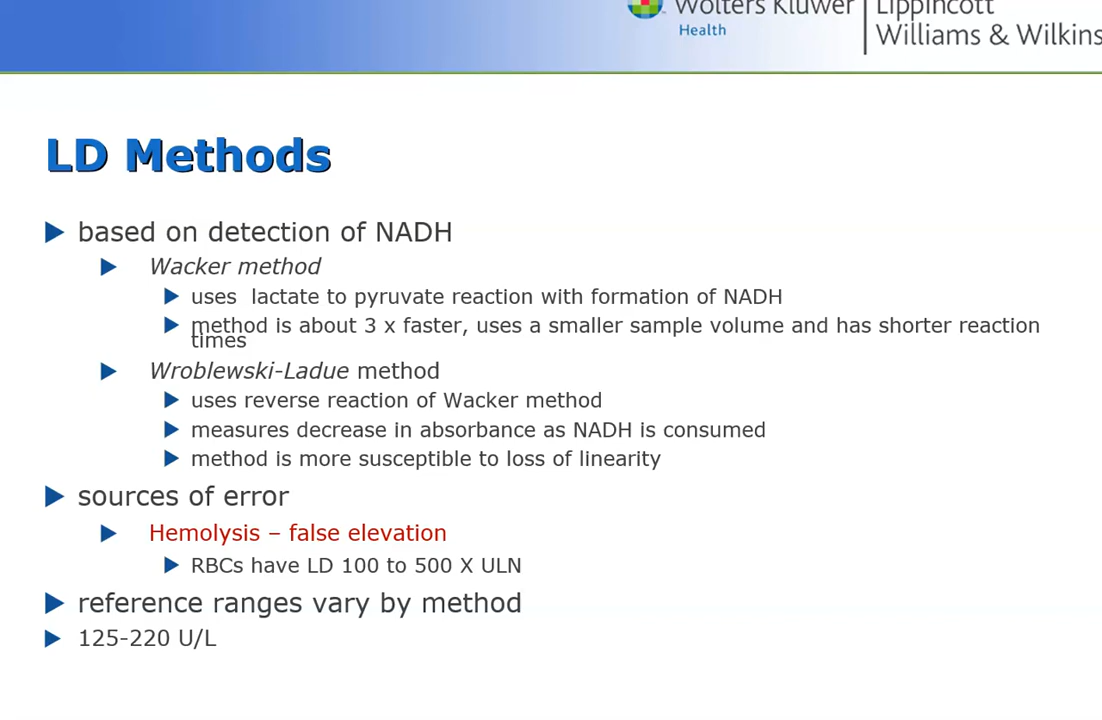 Wolters Kluwer
Health
Lippincott
Williams & Wilkins
LD Methods
based on detection of NADH
Wacker method
uses lactate to pyruvate reaction with formation of NADH
method is about 3 x faster, uses a smaller sample volume and has shorter reaction
times
Wroblewski-Ladue method
uses reverse reaction of Wacker method
measures decrease in absorbance as NADH is consumed
method is more susceptible to loss of linearity
sources of error
Hemolysis – false elevation
RBCs have LD 100 to 500 X ULN
reference ranges vary by method
125-220 U/L